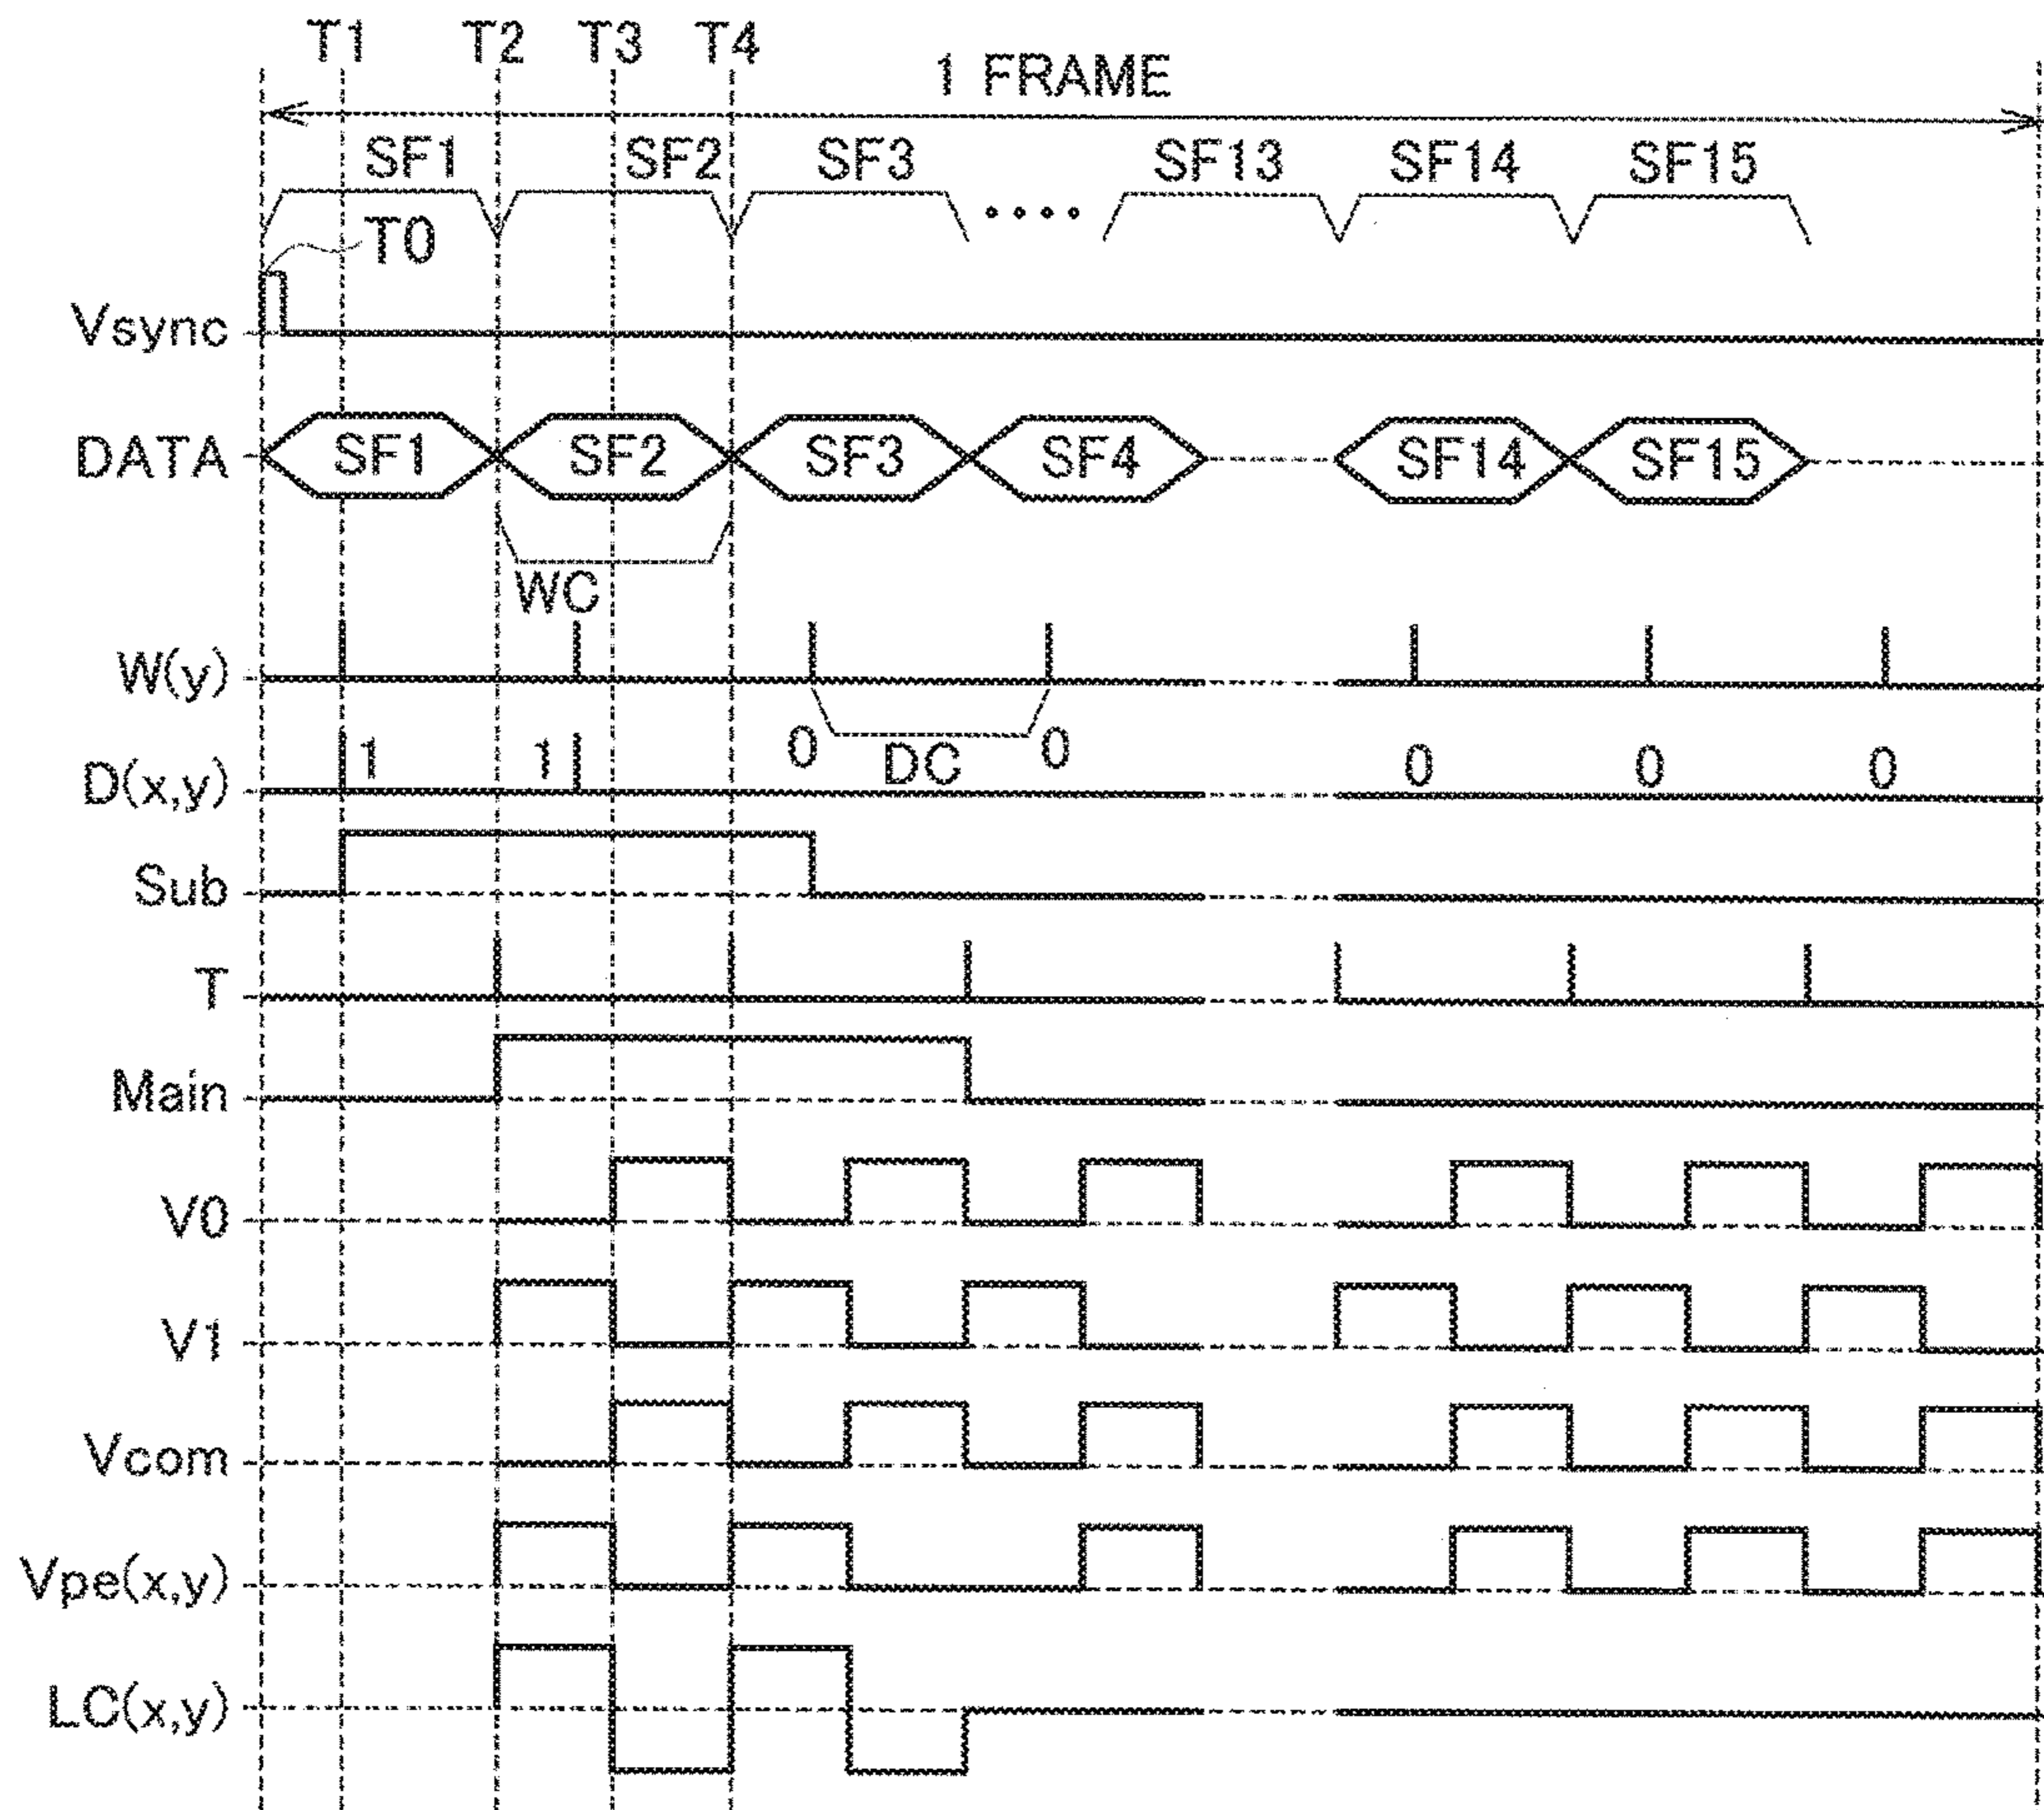 T1 T2 T3 T4
1 FRAME
SF1 SF2 SF3 SF13 SF14 SF15
T0
Vsync
DATA SF1 SF2 SF3 SF4 SF14 SF15
WC
W(y)
D(x,y) 1 1 0 DC 0 0 0 0
Sub
T
Main
V0
V1
Vcom
Vpe(x,y)
LC(x,y)